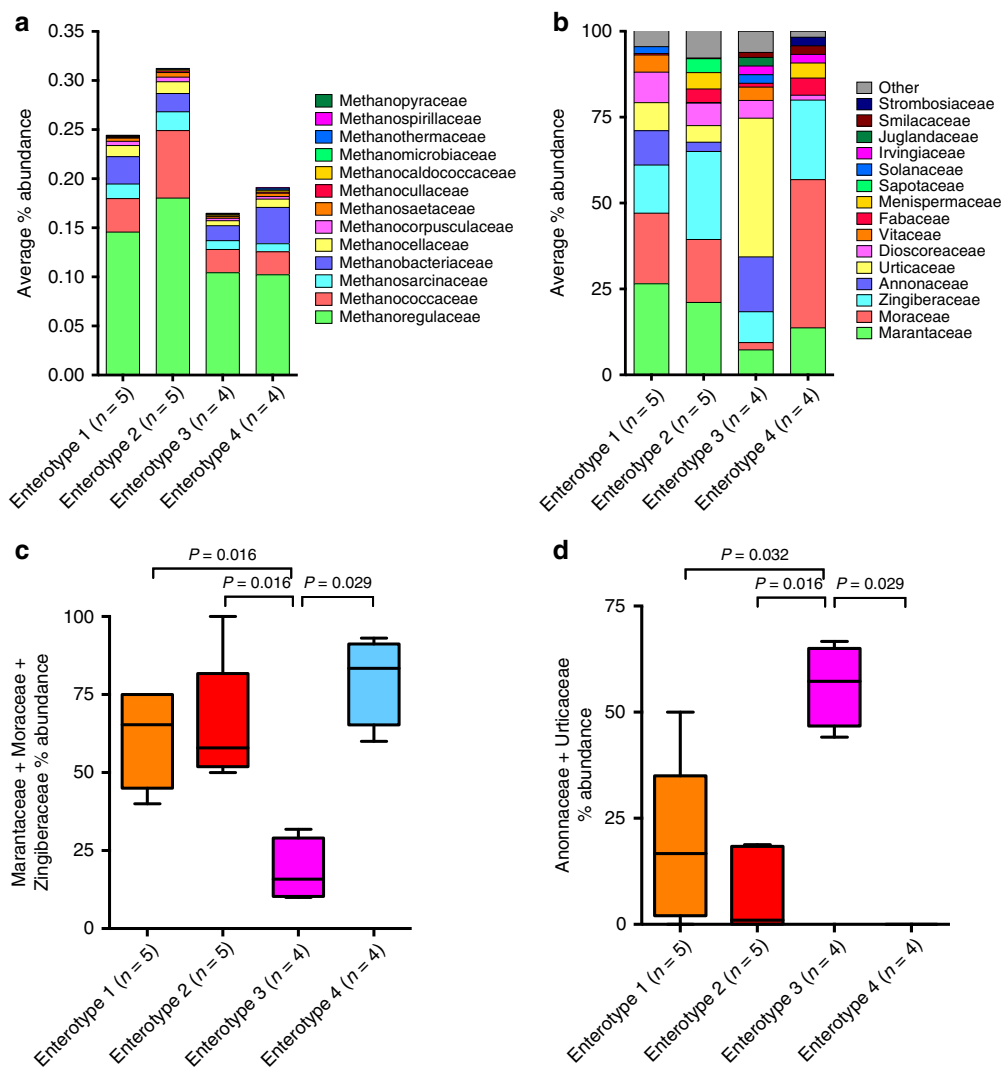 a
Average % abundance
0.35
0.30
0.25
0.20
0.15
0.10
0.05
0.00
Enterotype 1 (n = 5)
Enterotype 2 (n = 5)
Enterotype 3 (n = 4)
Enterotype 4 (n = 4)
Methanopyraceae
Methanospirillaceae
Methanothermaceae
Methanomicrobiaceae
Methanocaldococcaceae
Methanocullaceae
Methanosaetaceae
Methanocorpusculaceae
Methanocellaceae
Methanobacteriaceae
Methanosarcinaceae
Methanococcaceae
Methanoregulaceae
b
Average % abundance
100
75
50
25
0
Enterotype 1 (n = 5)
Enterotype 2 (n = 5)
Enterotype 3 (n = 4)
Enterotype 4 (n = 4)
Other
Strombosiaceae
Smilacaceae
Juglandaceae
Irvingiaceae
Solanaceae
Sapotaceae
Menispermaceae
Fabaceae
Vitaceae
Dioscoreaceae
Urticaceae
Annonaceae
Zingiberaceae
Moraceae
Marantaceae
c
P = 0.016
P = 0.016
P = 0.029
Marantaceae + Moraceae +
Zingiberaceae % abundance
100
75
50
25
0
Enterotype 1 (n = 5)
Enterotype 2 (n = 5)
Enterotype 3 (n = 4)
Enterotype 4 (n = 4)
d
P = 0.032
P = 0.016
P = 0.029
Anonnaceae + Urticaceae
% abundance
75
50
25
0
Enterotype 1 (n = 5)
Enterotype 2 (n = 5)
Enterotype 3 (n = 4)
Enterotype 4 (n = 4)